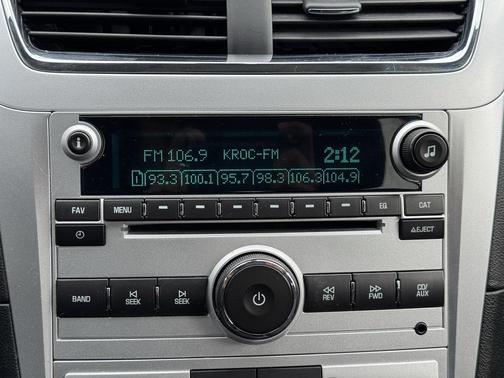 FM 106.9 KROC-FM 2:12
1 93.3 100.1 95.7 98.3 106.3 104.9
FAV MENU EQ CAT
EJECT
BAND SEEK SEEK REV FWD CD/AUX